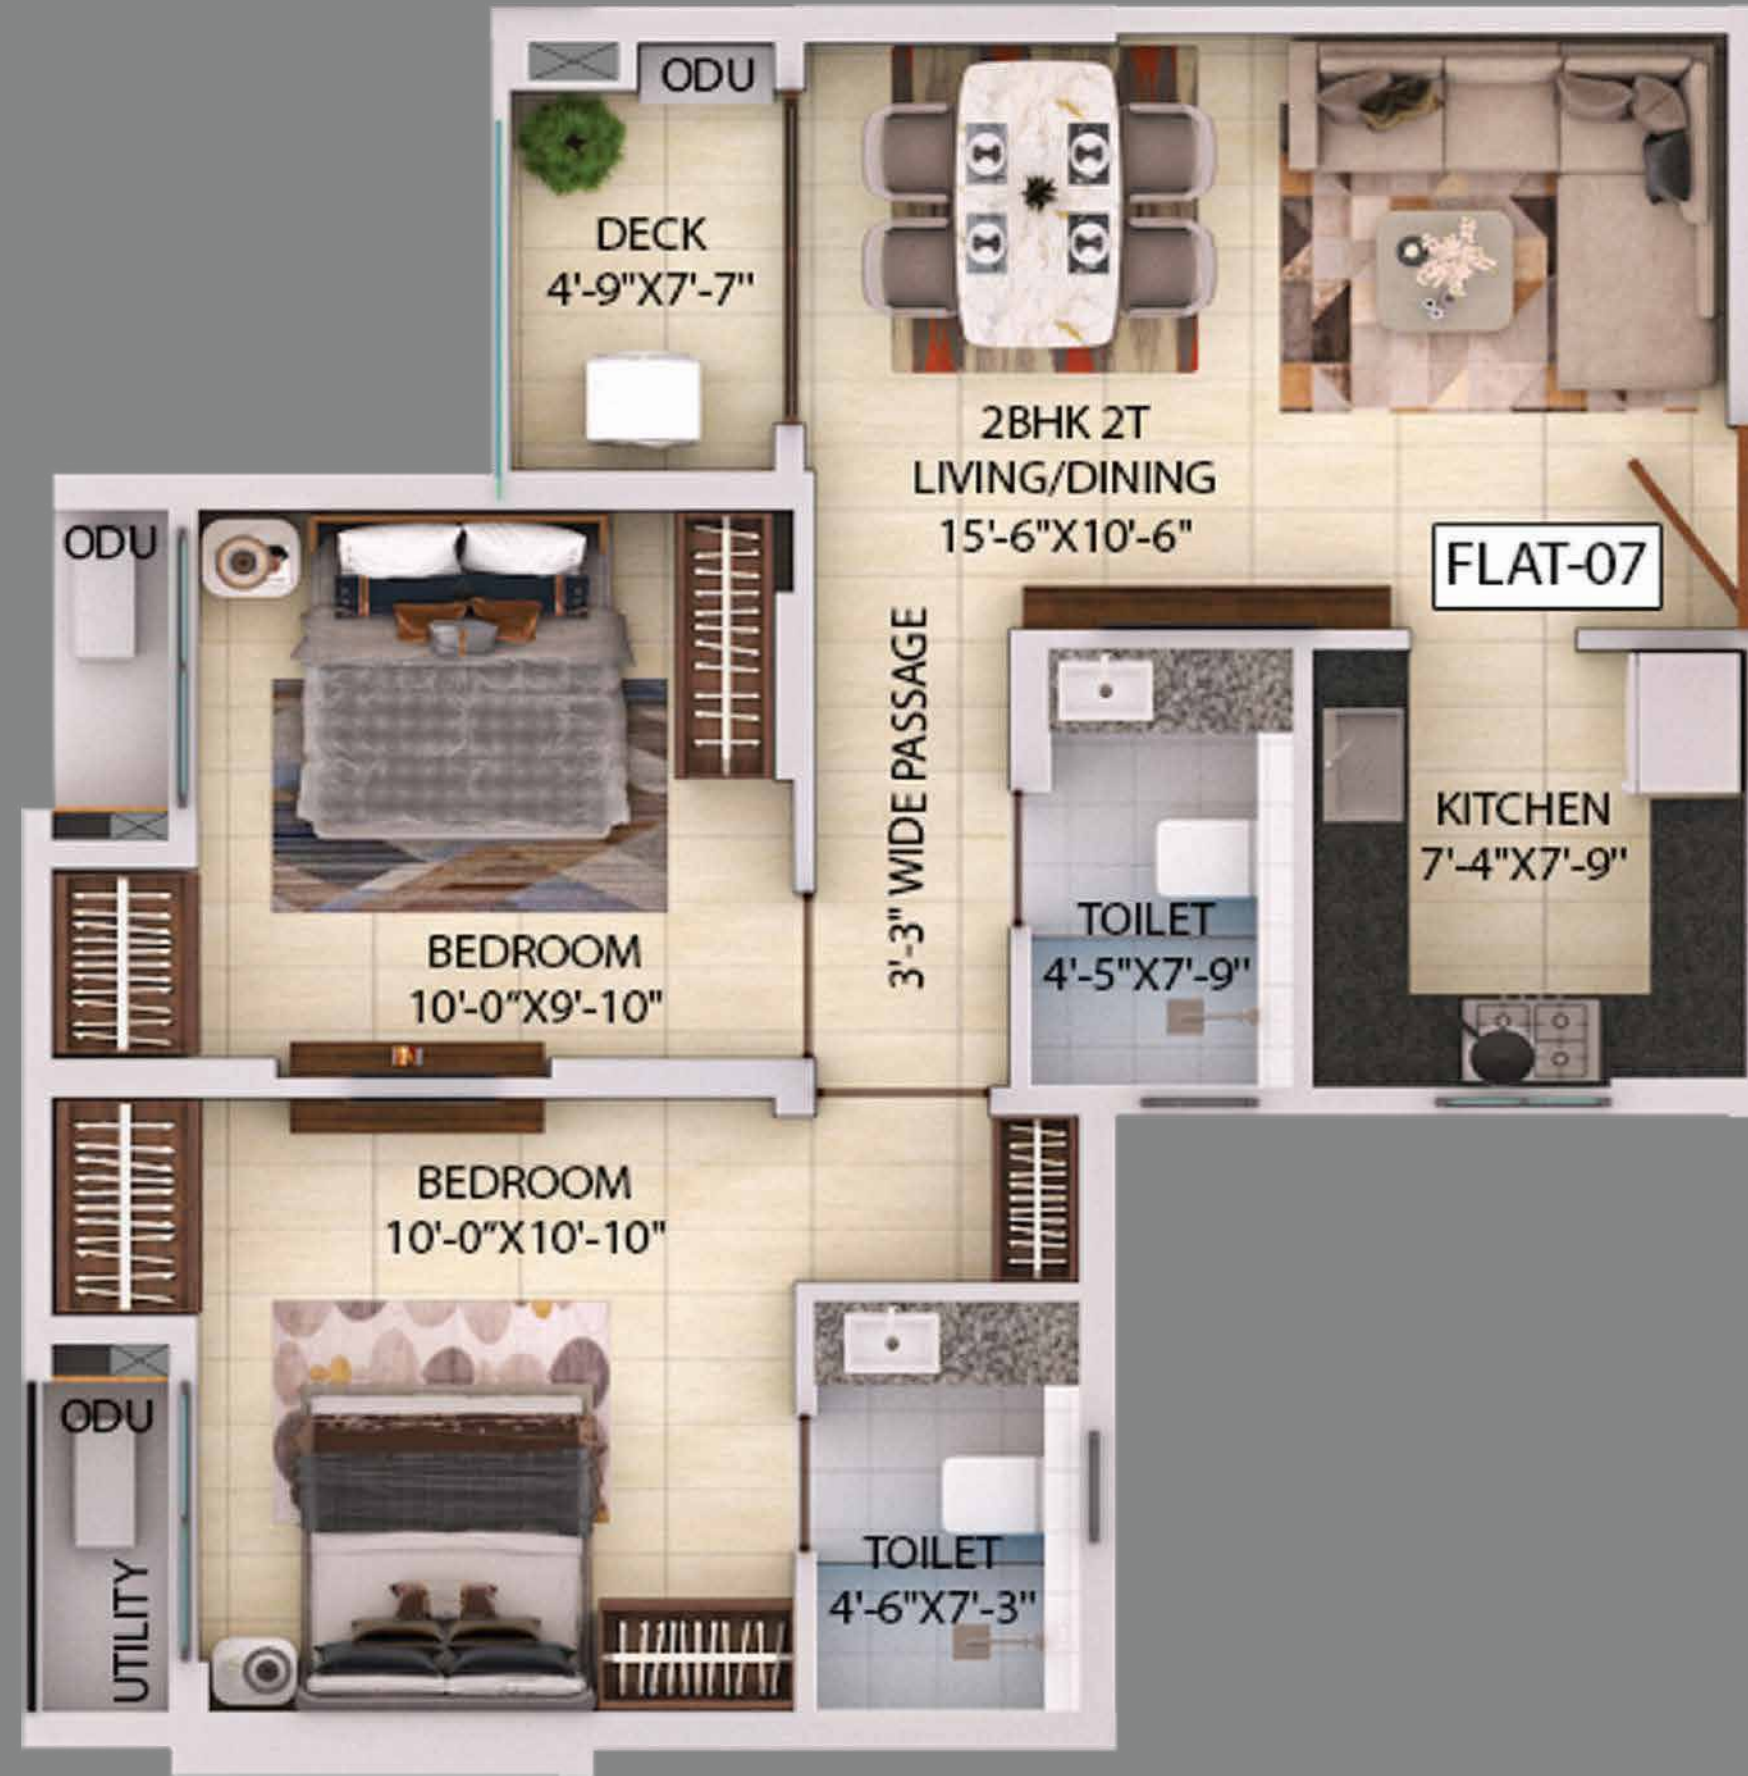 ODU
DECK
4'-9"X7'-7"
2BHK 2T
LIVING/DINING
15'-6"X10'-6"
FLAT-07
ODU
3'-3" WIDE PASSAGE
KITCHEN
7'-4"X7'-9"
TOILET
4'-5"X7'-9"
BEDROOM
10'-0"X9'-10"
BEDROOM
10'-0"X10'-10"
ODU
UTILITY
TOILET
4'-6"X7'-3"